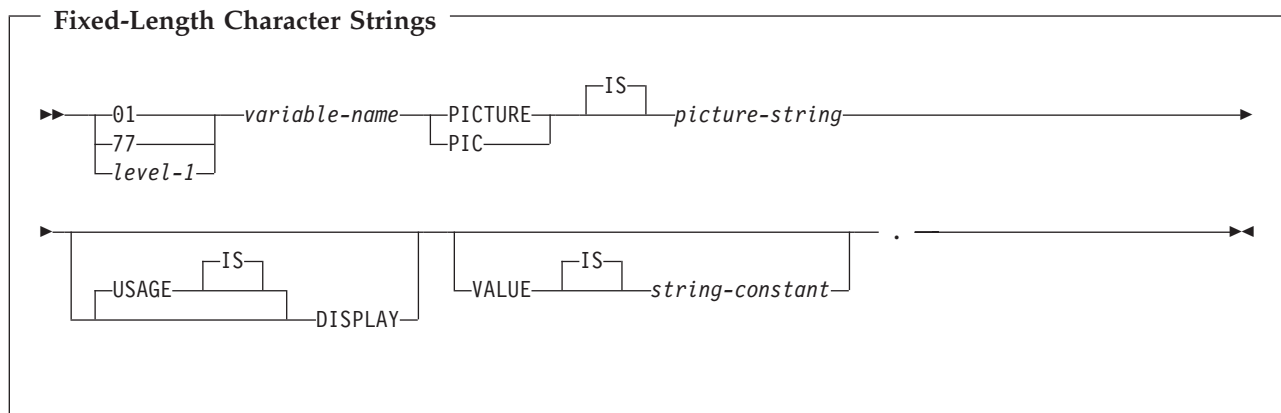 Fixed-Length Character Strings
IS
01 variable-name PICTURE picture-string
77 PIC
level-1
IS IS
USAGE VALUE string-constant .
DISPLAY